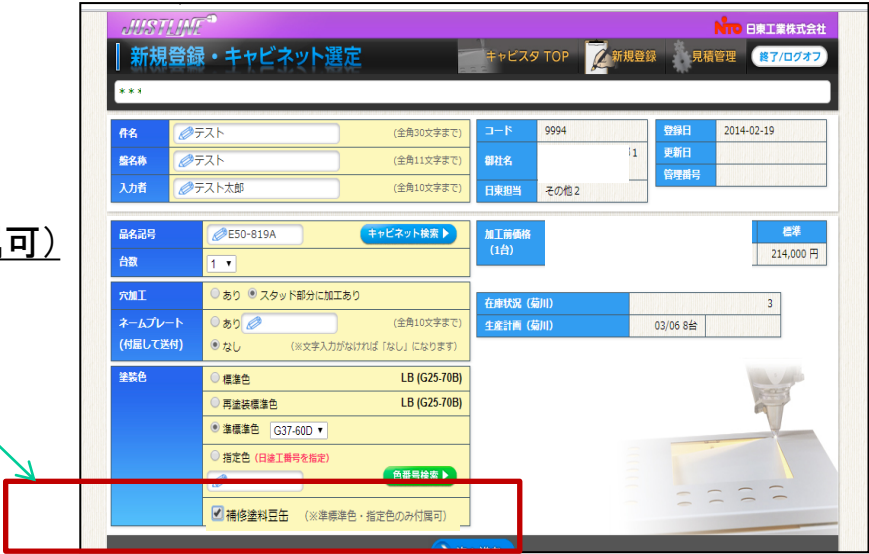 JUSTLINE
NITO 日東工業株式会社
新規登録・キャビネット選定
キャビスタ TOP 新規登録 見積管理 終了/ログオフ
***
件名 テスト (全角30文字まで)
盤名称 テスト (全角11文字まで)
入力者 テスト太郎 (全角10文字まで)
コード 9994
御社名 1
日東担当 その他2
登録日 2014-02-19
更新日
管理番号
可)
品名記号 E50-819A キャビネット検索
台数 1
加工前価格
(1台)
標準
214,000 円
穴加工 あり スタッド部分に加工あり
ネームプレート あり (全角10文字まで)
(付属して送付) なし (※文字入力がなければ「なし」になります)
在庫状況 (菊川) 3
生産計画 (菊川) 03/06 8台
塗装色 標準色 LB (G25-70B)
再塗装標準色 LB (G25-70B)
準標準色 G37-60D
指定色 (日塗工番号を指定)
色番号検索
補修塗料豆缶 (※準標準色・指定色のみ付属可)